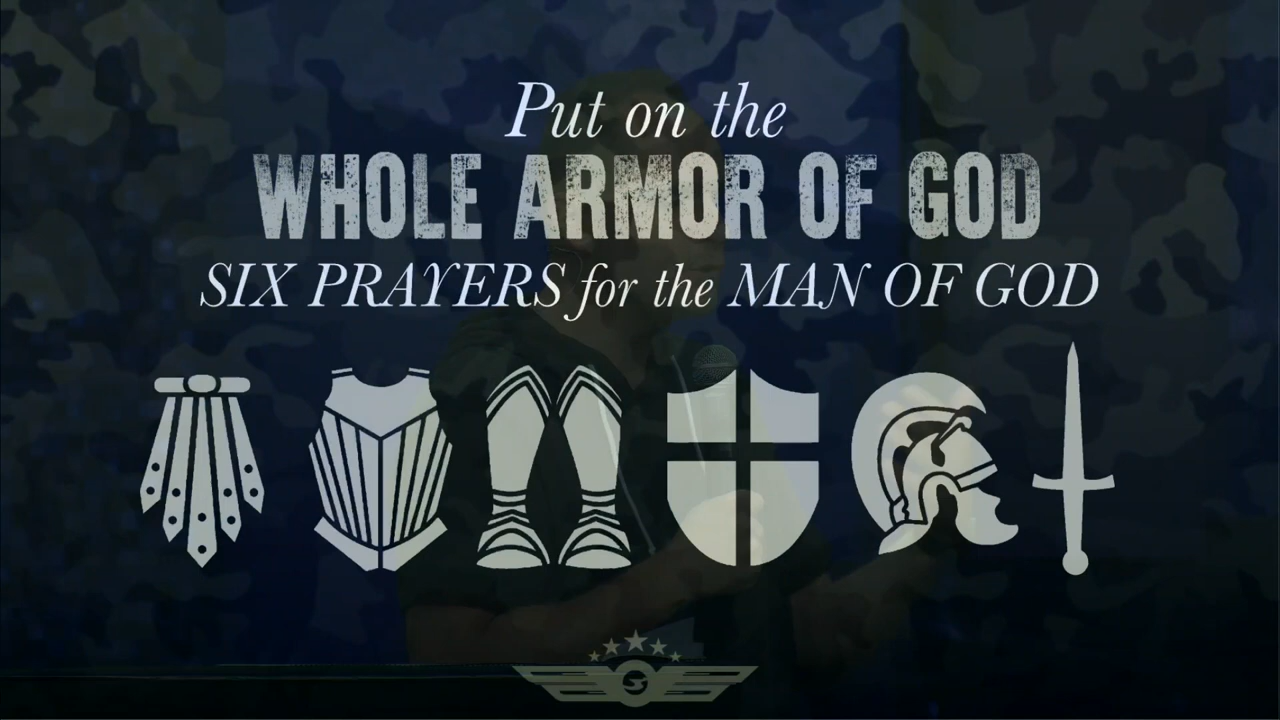 Put on the
WHOLE ARMOR OF GOD
SIX PRAYERS for the MAN OF GOD
S